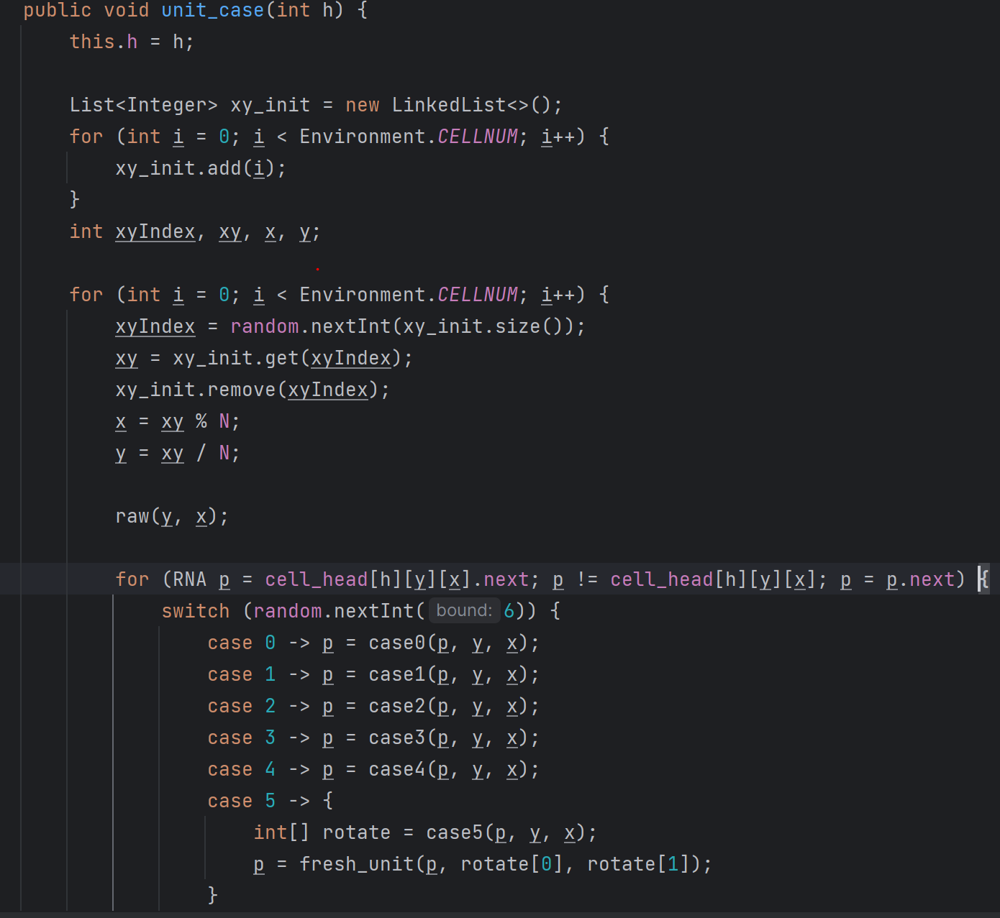 public void unit_case(int h) {
    this.h = h;

    List<Integer> xy_init = new LinkedList<>();
    for (int i = 0; i < Environment.CELLNUM; i++) {
        xy_init.add(i);
    }
    int xyIndex, xy, x, y;

    for (int i = 0; i < Environment.CELLNUM; i++) {
        xyIndex = random.nextInt(xy_init.size());
        xy = xy_init.get(xyIndex);
        xy_init.remove(xyIndex);
        x = xy % N;
        y = xy / N;

        raw(y, x);

        for (RNA p = cell_head[h][y][x].next; p != cell_head[h][y][x]; p = p.next) {
            switch (random.nextInt( bound: 6)) {
                case 0 -> p = case0(p, y, x);
                case 1 -> p = case1(p, y, x);
                case 2 -> p = case2(p, y, x);
                case 3 -> p = case3(p, y, x);
                case 4 -> p = case4(p, y, x);
                case 5 -> {
                    int[] rotate = case5(p, y, x);
                    p = fresh_unit(p, rotate[0], rotate[1]);
                }